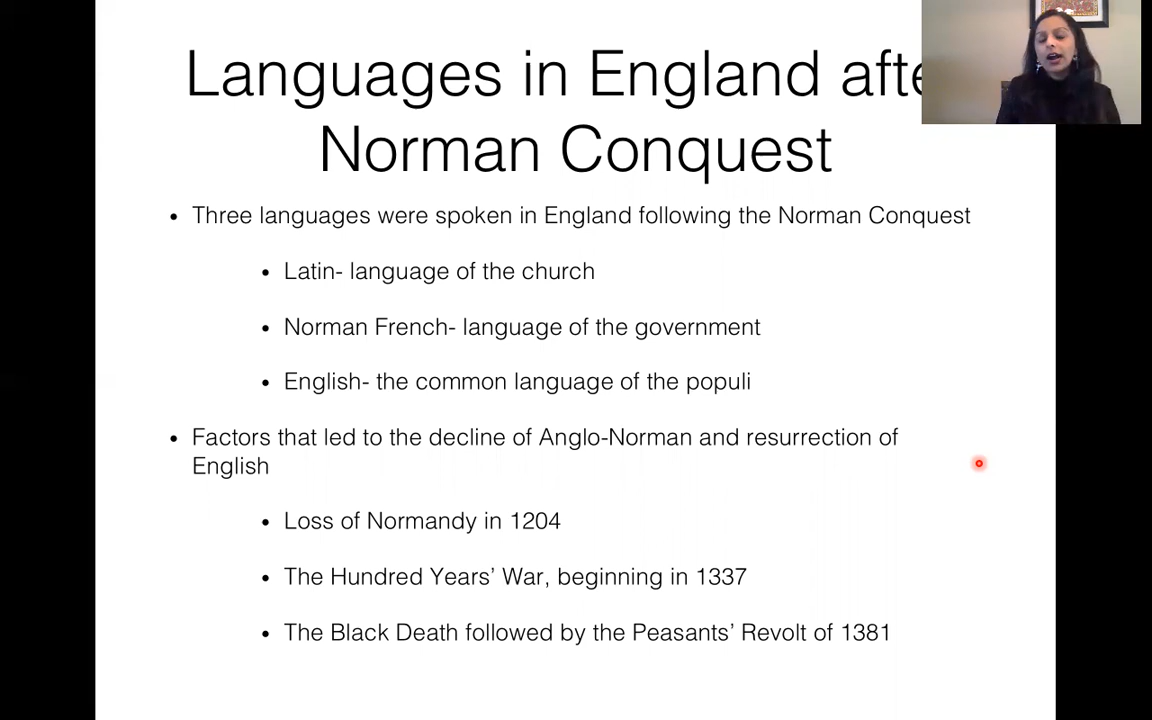 Languages in England afte
Norman Conquest
• Three languages were spoken in England following the Norman Conquest
• Latin- language of the church
• Norman French- language of the government
• English- the common language of the populi
• Factors that led to the decline of Anglo-Norman and resurrection of
English
• Loss of Normandy in 1204
• The Hundred Years’ War, beginning in 1337
• The Black Death followed by the Peasants’ Revolt of 1381